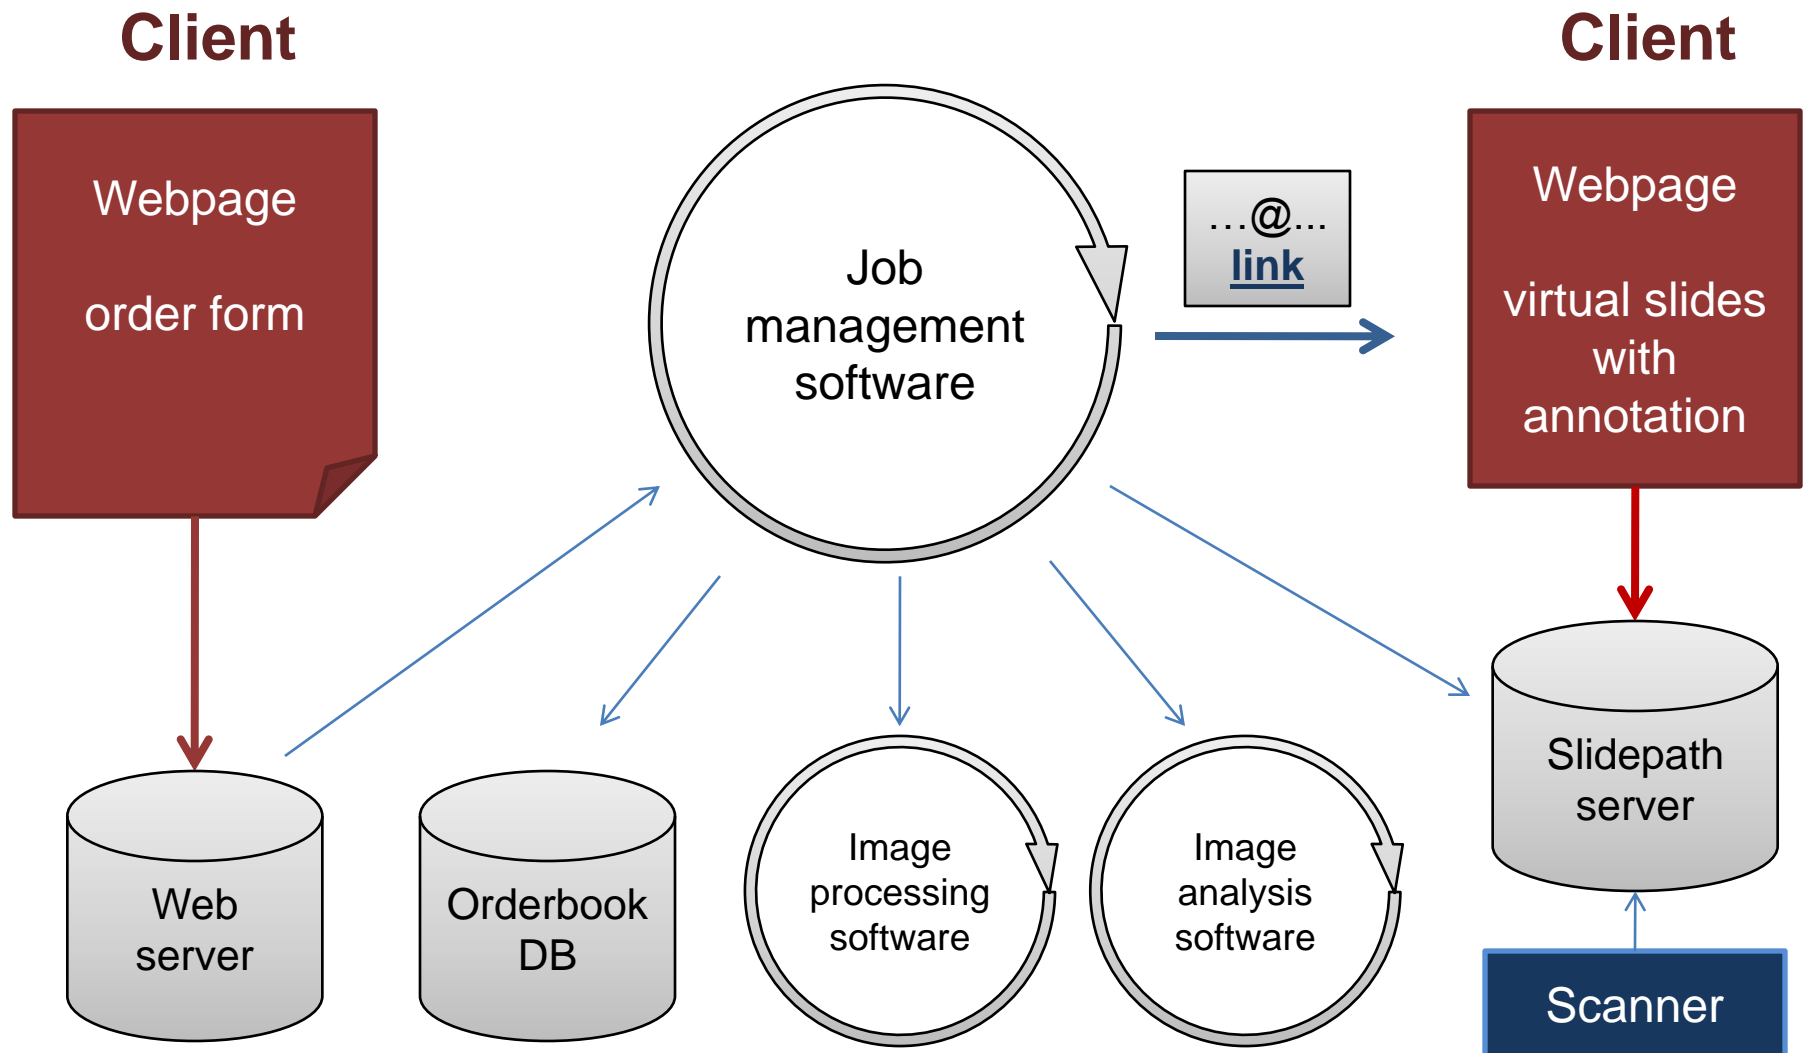 Client
Client
Webpage
order form
Job
management
software
…@...
link
Webpage
virtual slides
with
annotation
Web
server
Orderbook
DB
Image
processing
software
Image
analysis
software
Slidepath
server
Scanner